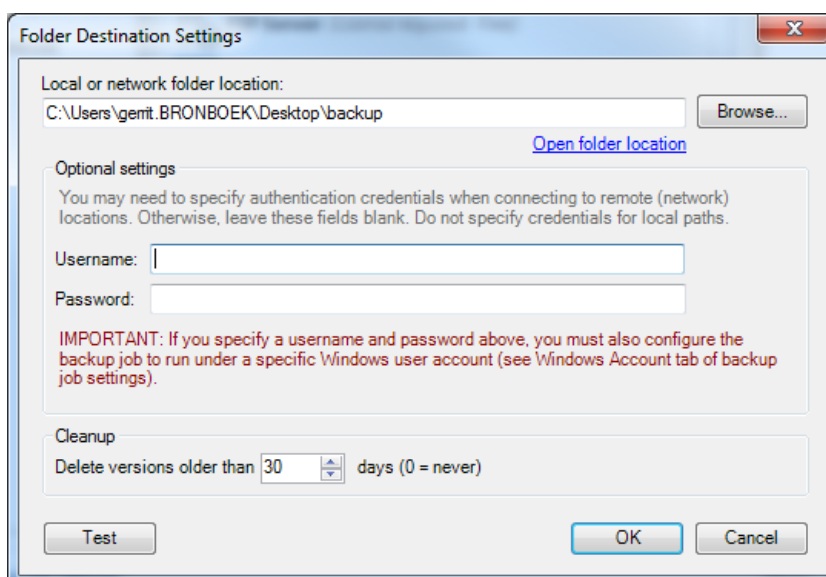 Folder Destination Settings
Local or network folder location:
C:\Users\gerrit.BRONBOEK\Desktop\backup
Browse...
Open folder location
Optional settings
You may need to specify authentication credentials when connecting to remote (network)
locations. Otherwise, leave these fields blank. Do not specify credentials for local paths.
Username:
Password:
IMPORTANT: If you specify a username and password above, you must also configure the
backup job to run under a specific Windows user account (see Windows Account tab of backup
job settings).
Cleanup
Delete versions older than 30 days (0 = never)
Test
OK
Cancel